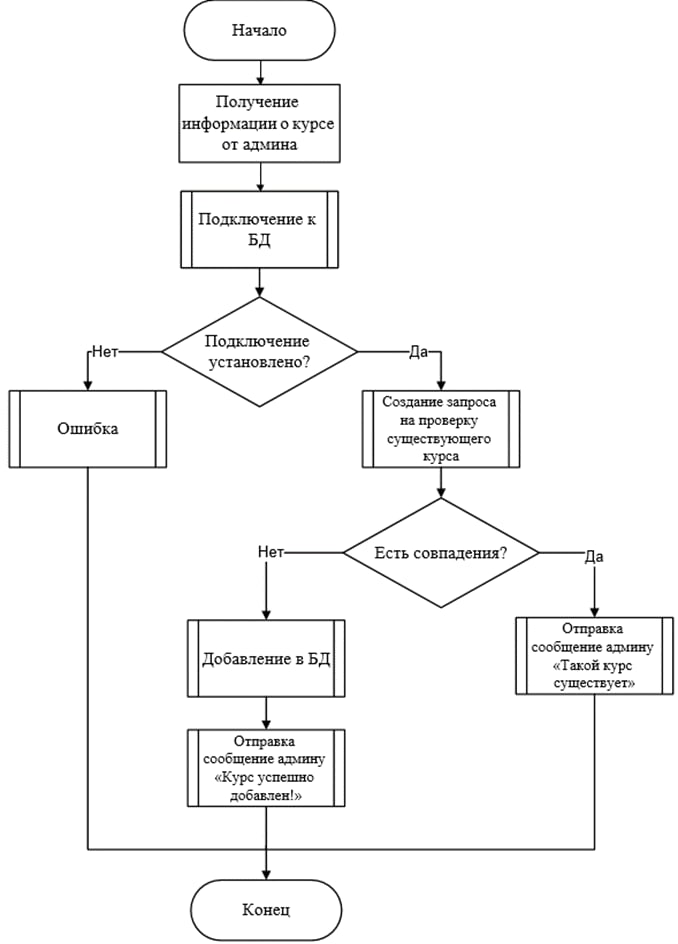 Начало
Получение
информации о курсе
от админа
Подключение к
БД
Подключение
установлено?
Нет
Да
Ошибка
Создание запроса
на проверку
существующего
курса
Есть совпадения?
Нет
Да
Добавление в БД
Отправка
сообщение админу
«Такой курс
существует»
Отправка
сообщение админу
«Курс успешно
добавлен!»
Конец